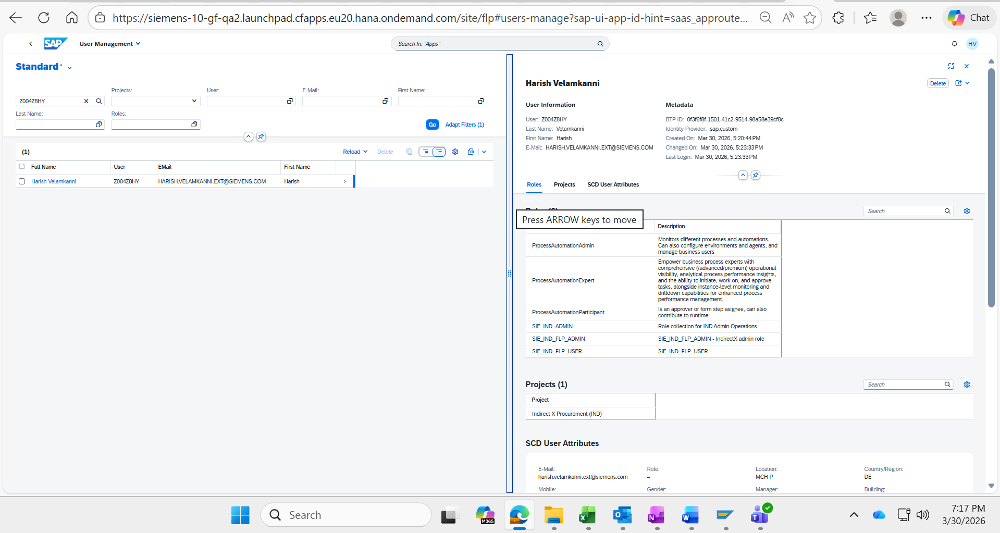 https://siemens-10-gf-qa2.launchpad.cfapps.eu20.hana.ondemand.com/site/flp#users-manage?sap-ui-app-id-hint=saas_approute...
Chat
SAP
User Management
Search In: "Apps"
HV
Standard*
Projects:
User:
E-Mail:
First Name:
Z004Z8HY
Last Name:
Roles:
Go
Adapt Filters (1)
(1)
Reload
Delete
Full Name
User
EMail
First Name
Harish Velamkanni
Z004Z8HY
HARISH.VELAMKANNI.EXT@SIEMENS.COM
Harish
Harish Velamkanni
Delete
User Information
User: Z004Z8HY
Last Name: Velamkanni
First Name: Harish
E-Mail: HARISH.VELAMKANNI.EXT@SIEMENS.COM
Metadata
BTP ID: 0f3f6f8f-1501-41c2-9514-98a58e39cf8c
Identity Provider: sap.custom
Created On: Mar 30, 2026, 5:20:44 PM
Changed On: Mar 30, 2026, 5:23:33 PM
Last Login: Mar 30, 2026, 5:23:33 PM
Roles
Projects
SCD User Attributes
Search
Press ARROW keys to move
Description
ProcessAutomationAdmin
Monitors different processes and automations.
Can also configure environments and agents, and
manage business users
ProcessAutomationExpert
Empower business process experts with
comprehensive (/advanced/premium) operational
visibility, analytical process performance insights,
and the ability to initiate, work on, and approve
tasks, alongside instance-level monitoring and
drilldown capabilities for enhanced process
performance management.
ProcessAutomationParticipant
Is an approver or form step asignee, can also
contribute to runtime
SIE_IND_ADMIN
Role collection for IND Admin Operations
SIE_IND_FLP_ADMIN
SIE_IND_FLP_ADMIN - IndirectX admin role
SIE_IND_FLP_USER
SIE_IND_FLP_USER -
Projects (1)
Search
Project
Indirect X Procurement (IND)
SCD User Attributes
E-Mail:
harish.velamkanni.ext@siemens.com
Role:
–
Location:
MCH P
Country/Region:
DE
Mobile:
Gender:
Manager:
Building:
Search
M365
7:17 PM
3/30/2026